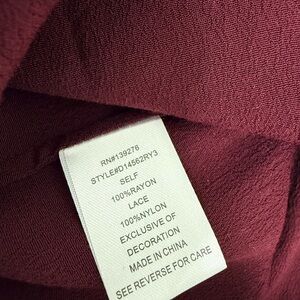 RN#139276
STYLE#D14562RY3
SELF
100%RAYON
LACE
100%NYLON
EXCLUSIVE OF
DECORATION
MADE IN CHINA
SEE REVERSE FOR CARE